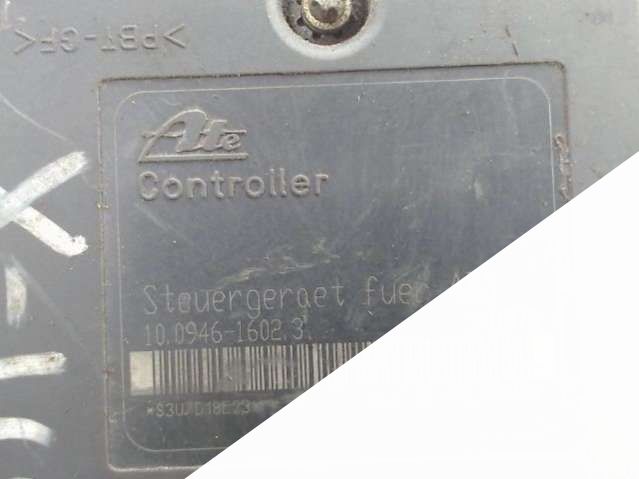 >PBT-GF<
Ate
Controller
Steuergeraet fuer
10.0946-1602.3